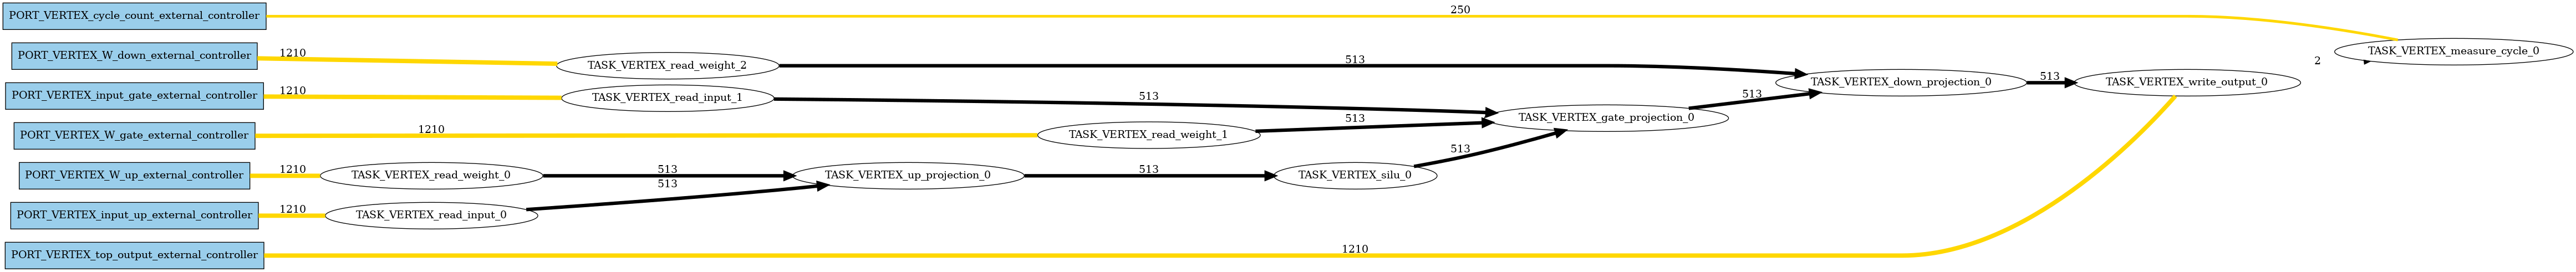 PORT_VERTEX_cycle_count_external_controller
250
TASK_VERTEX_measure_cycle_0
PORT_VERTEX_W_down_external_controller
1210
TASK_VERTEX_read_weight_2
513
2
PORT_VERTEX_input_gate_external_controller
1210
TASK_VERTEX_read_input_1
513
513
TASK_VERTEX_down_projection_0
513
TASK_VERTEX_write_output_0
PORT_VERTEX_W_gate_external_controller
1210
TASK_VERTEX_read_weight_1
513
TASK_VERTEX_gate_projection_0
PORT_VERTEX_W_up_external_controller
1210
TASK_VERTEX_read_weight_0
513
TASK_VERTEX_up_projection_0
513
TASK_VERTEX_silu_0
513
PORT_VERTEX_input_up_external_controller
1210
TASK_VERTEX_read_input_0
513
PORT_VERTEX_top_output_external_controller
1210